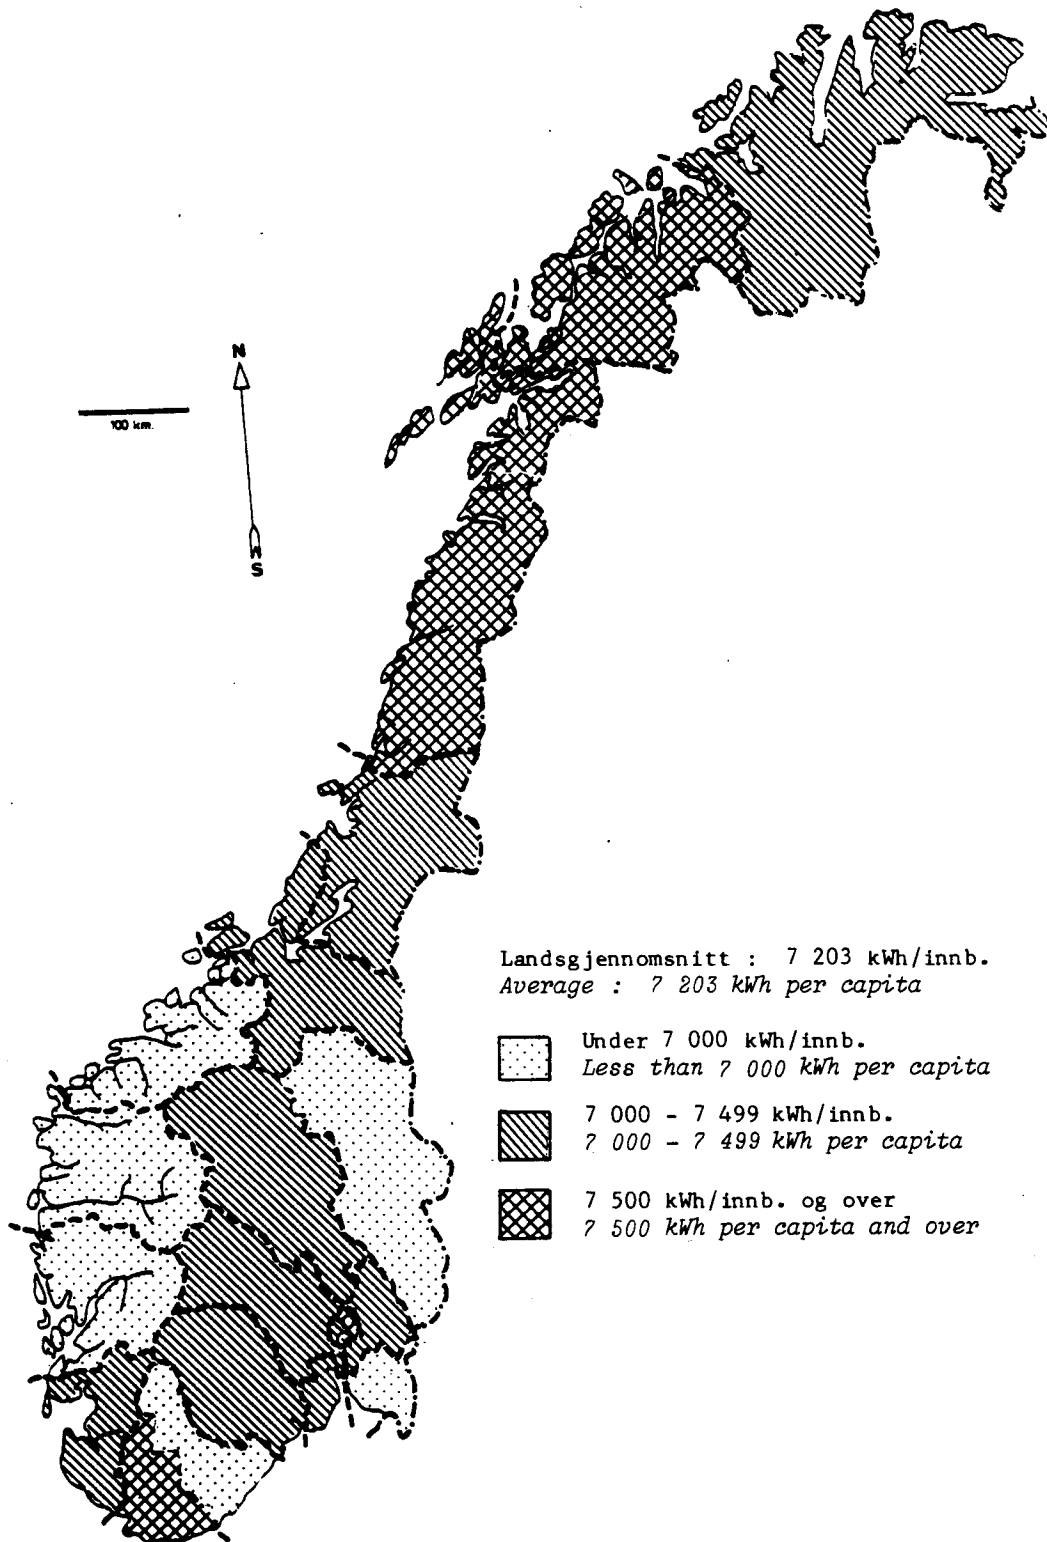 N
100 km.
S
Landsgjennomsnitt : 7 203 kWh/innb.
Average : 7 203 kWh per capita
Under 7 000 kWh/innb.
Less than 7 000 kWh per capita
7 000 - 7 499 kWh/innb.
7 000 - 7 499 kWh per capita
7 500 kWh/innb. og over
7 500 kWh per capita and over